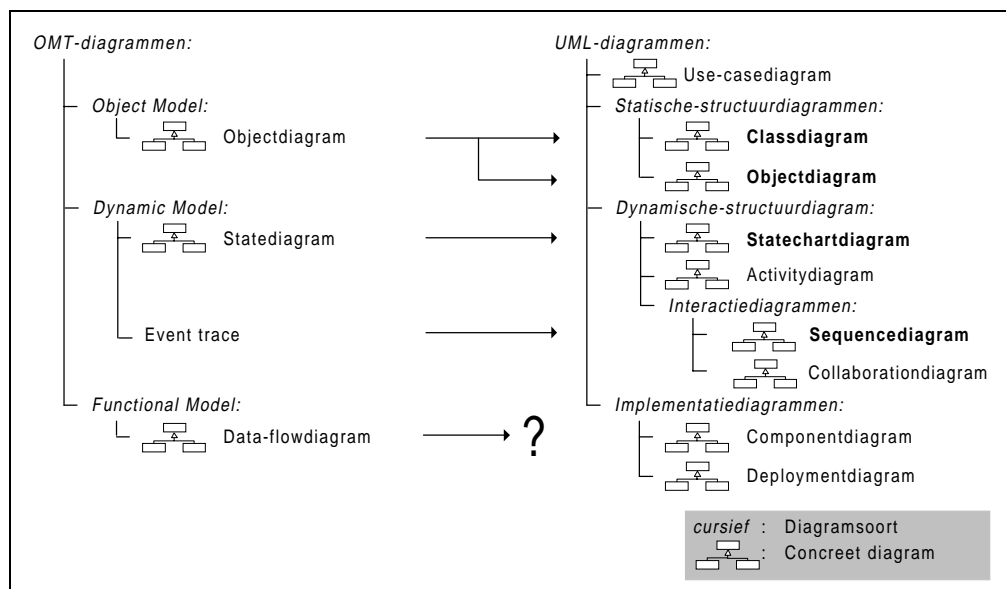 OMT-diagrammen:
Object Model:
Objectdiagram
Dynamic Model:
Statediagram
Event trace
Functional Model:
Data-flowdiagram
?
UML-diagrammen:
Use-casediagram
Statische-structuurdiagrammen:
Classdiagram
Objectdiagram
Dynamische-structuurdiagram:
Statechartdiagram
Activitydiagram
Interactiediagrammen:
Sequencediagram
Collaborationdiagram
Implementatiediagrammen:
Componentdiagram
Deploymentdiagram
cursief : Diagramsoort
: Concreet diagram